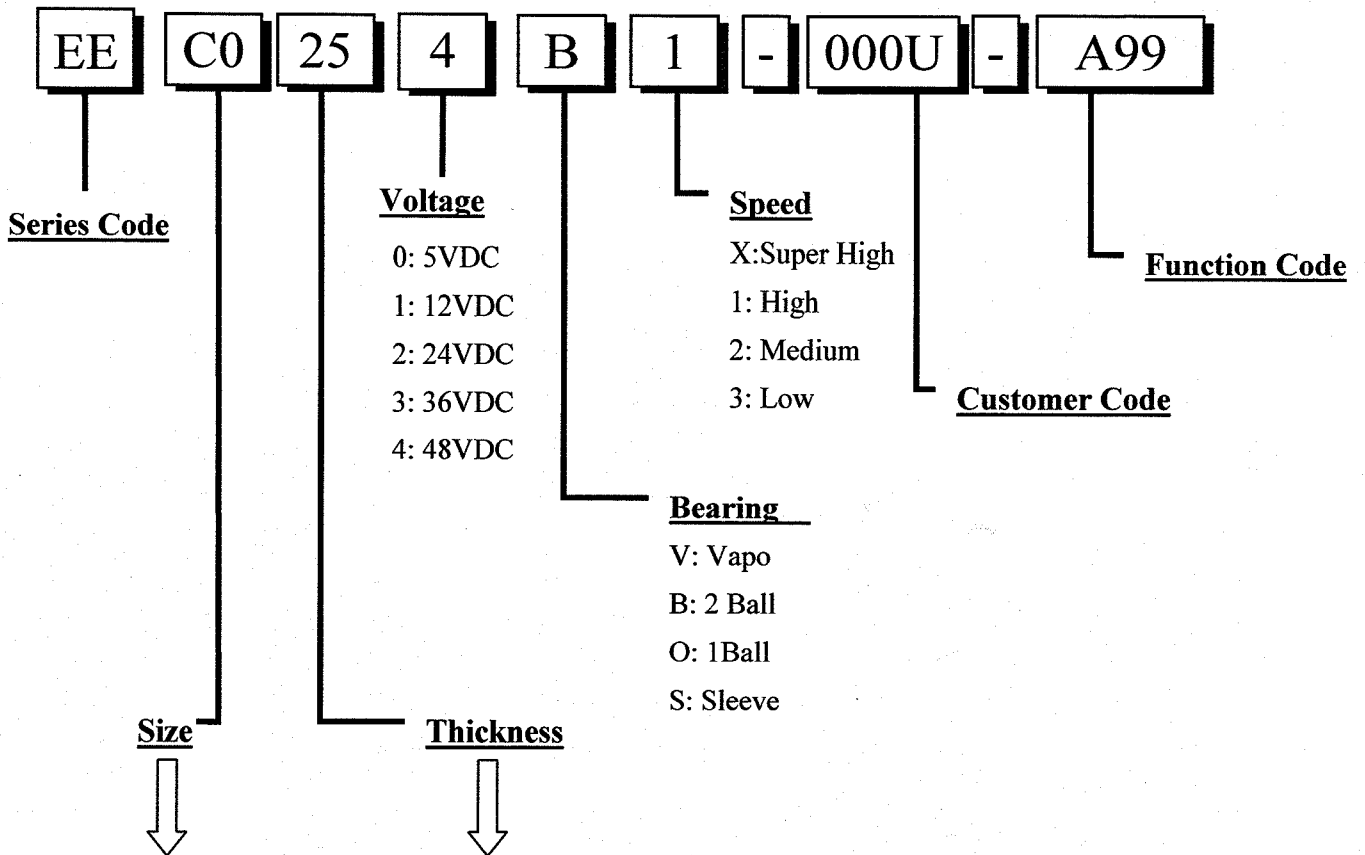 EE C0 25 4 B 1 - 000U - A99
Series Code
Voltage
0: 5VDC
1: 12VDC
2: 24VDC
3: 36VDC
4: 48VDC
Speed
X:Super High
1: High
2: Medium
3: Low
Function Code
Customer Code
Bearing
V: Vapo
B: 2 Ball
O: 1Ball
S: Sleeve
Size
Thickness